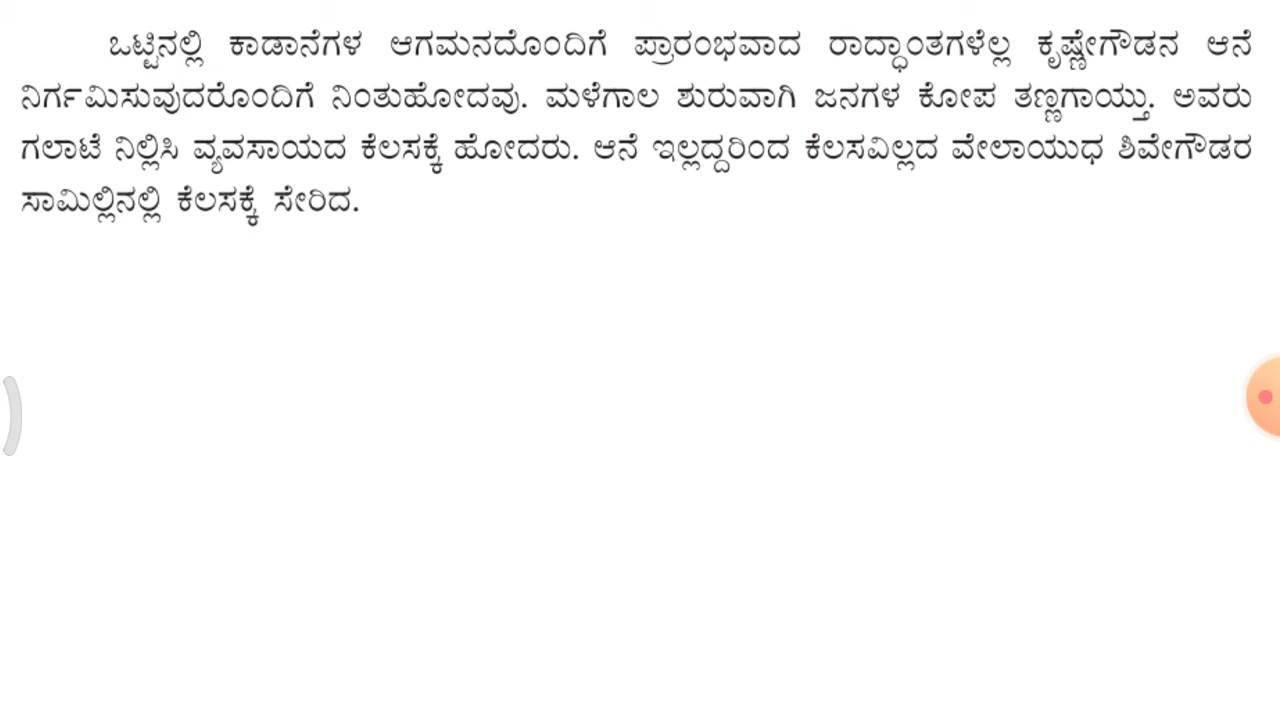 ಒಟ್ಟಿನಲ್ಲಿ ಕಾಡಾನೆಗಳ ಆಗಮನದೊಂದಿಗೆ ಪ್ರಾರಂಭವಾದ ರಾದ್ಧಾಂತಗಳೆಲ್ಲ ಕೃಷ್ಣೇಗೌಡನ ಆನೆ
ನಿರ್ಗಮಿಸುವುದರೊಂದಿಗೆ ನಿಂತುಹೋದವು. ಮಳೆಗಾಲ ಶುರುವಾಗಿ ಜನಗಳ ಕೋಪ ತಣ್ಣಗಾಯ್ತು. ಅವರು
ಗಲಾಟೆ ನಿಲ್ಲಿಸಿ ವ್ಯವಸಾಯದ ಕೆಲಸಕ್ಕೆ ಹೋದರು. ಆನೆ ಇಲ್ಲದ್ದರಿಂದ ಕೆಲಸವಿಲ್ಲದ ವೇಲಾಯುಧ ಶಿವೇಗೌಡರ
ಸಾಮಿಲ್ಲಿನಲ್ಲಿ ಕೆಲಸಕ್ಕೆ ಸೇರಿದ.